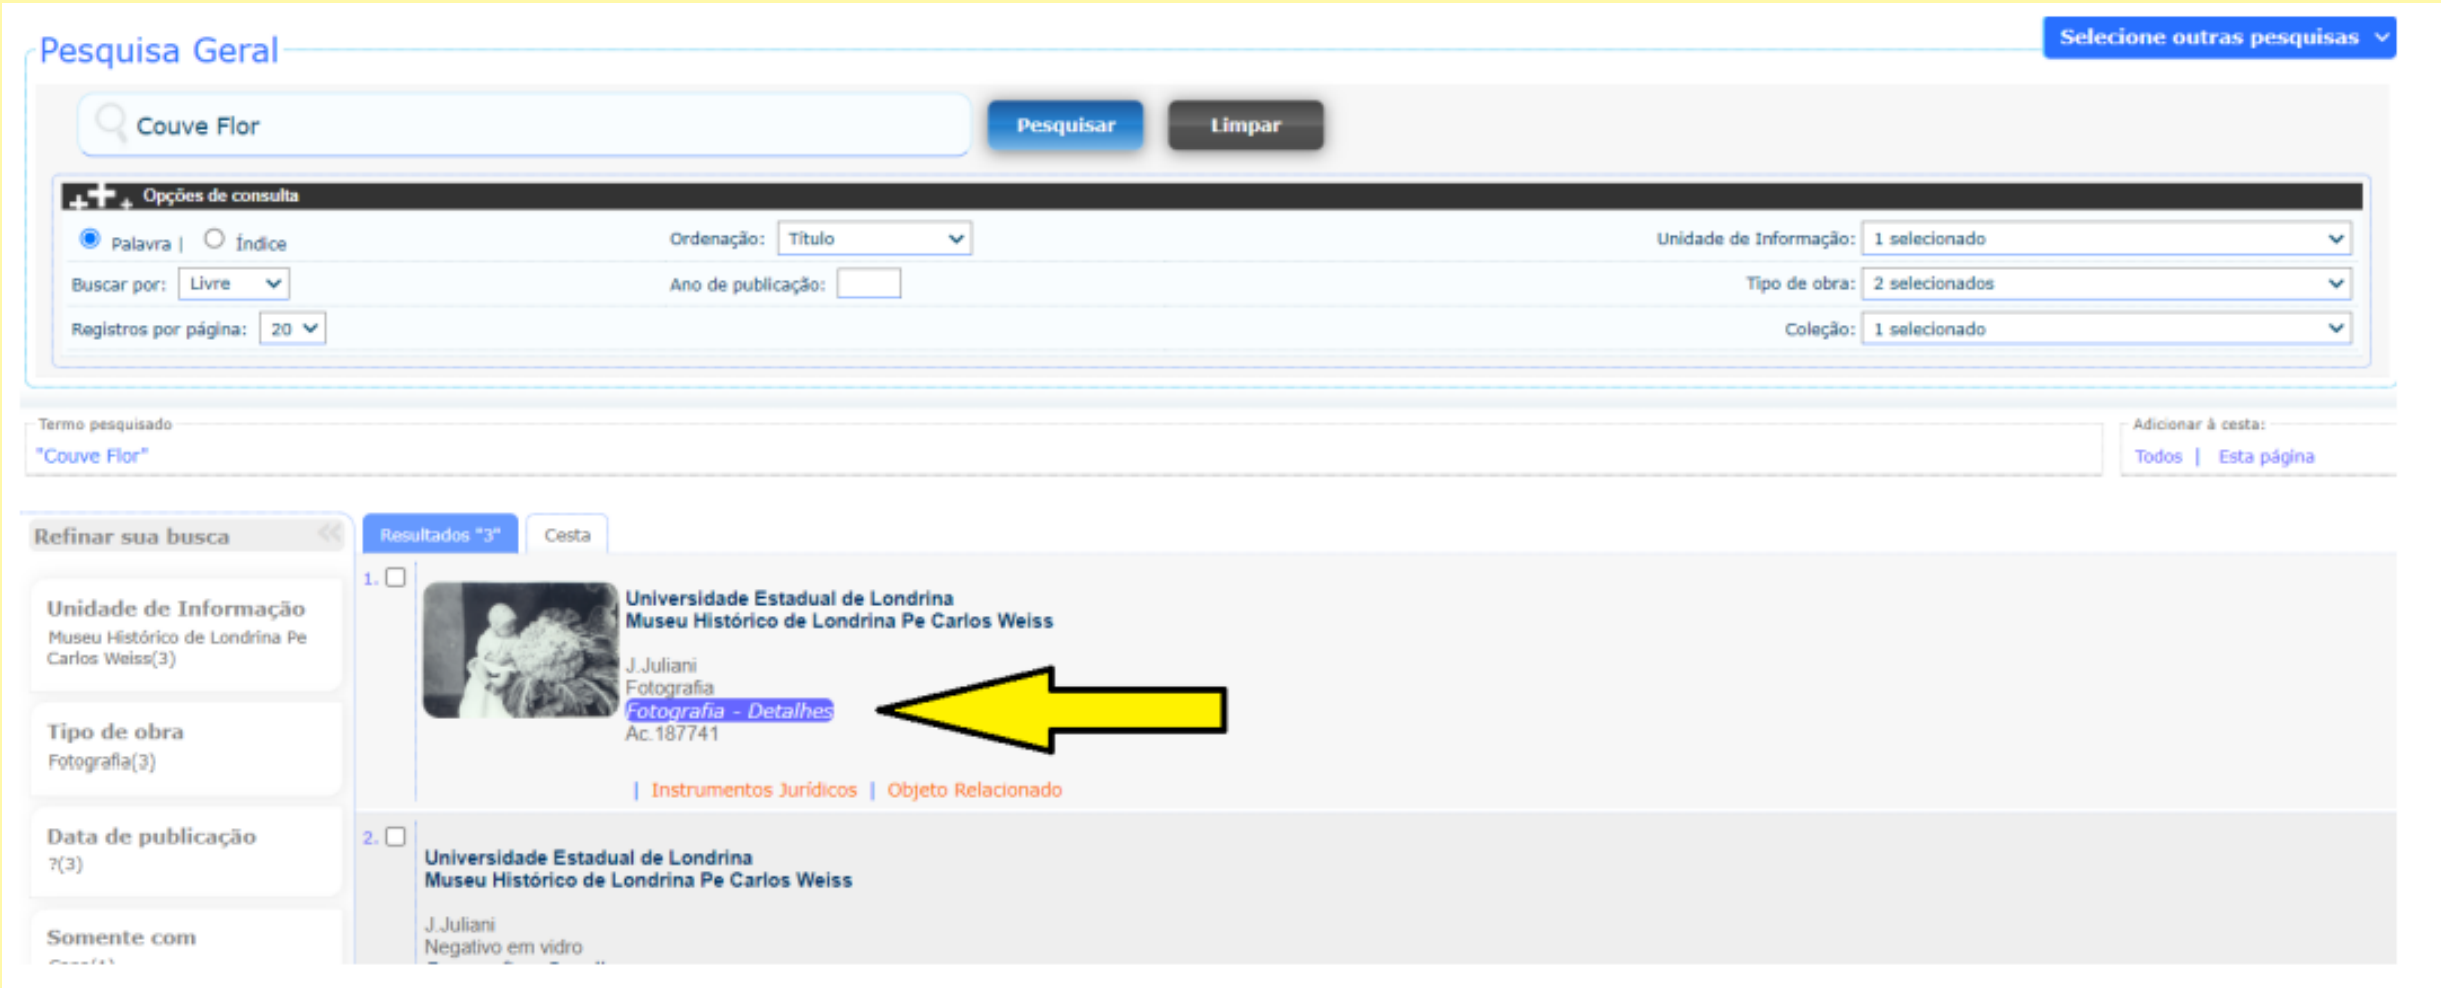 Pesquisa Geral
Selecione outras pesquisas
Couve Flor
Pesquisar
Limpar
Opções de consulta
Palavra | Índice
Ordenação: Título
Unidade de Informação: 1 selecionado
Buscar por: Livre
Ano de publicação:
Tipo de obra: 2 selecionados
Registros por página: 20
Coleção: 1 selecionado
Termo pesquisado
"Couve Flor"
Adicionar à cesta:
Todos | Esta página
Refinar sua busca
Unidade de Informação
Museu Histórico de Londrina Pe
Carlos Weiss(3)
Tipo de obra
Fotografia(3)
Data de publicação
?(3)
Somente com
Resultados "3"
Cesta
1.
Universidade Estadual de Londrina
Museu Histórico de Londrina Pe Carlos Weiss
J.Juliani
Fotografia
Fotografia - Detalhes
Ac.187741
| Instrumentos Jurídicos | Objeto Relacionado
2.
Universidade Estadual de Londrina
Museu Histórico de Londrina Pe Carlos Weiss
J.Juliani
Negativo em vidro